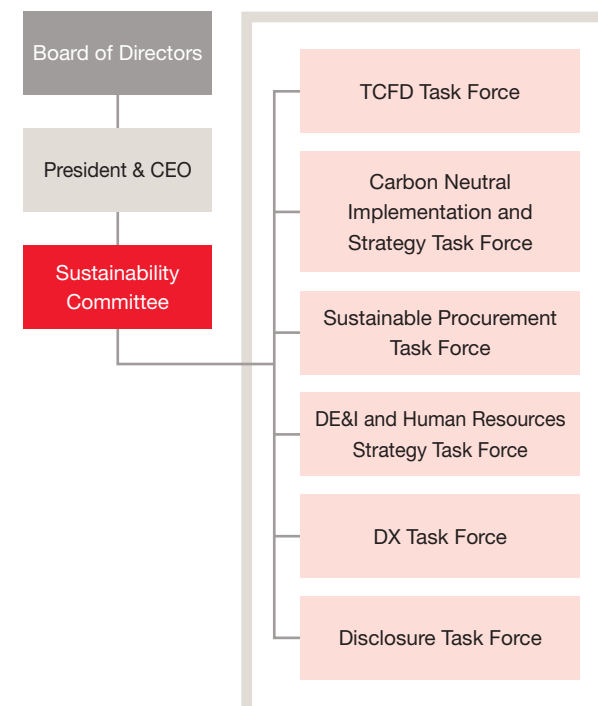 Board of Directors
President & CEO
Sustainability
Committee
TCFD Task Force
Carbon Neutral
Implementation and
Strategy Task Force
Sustainable Procurement
Task Force
DE&I and Human Resources
Strategy Task Force
DX Task Force
Disclosure Task Force